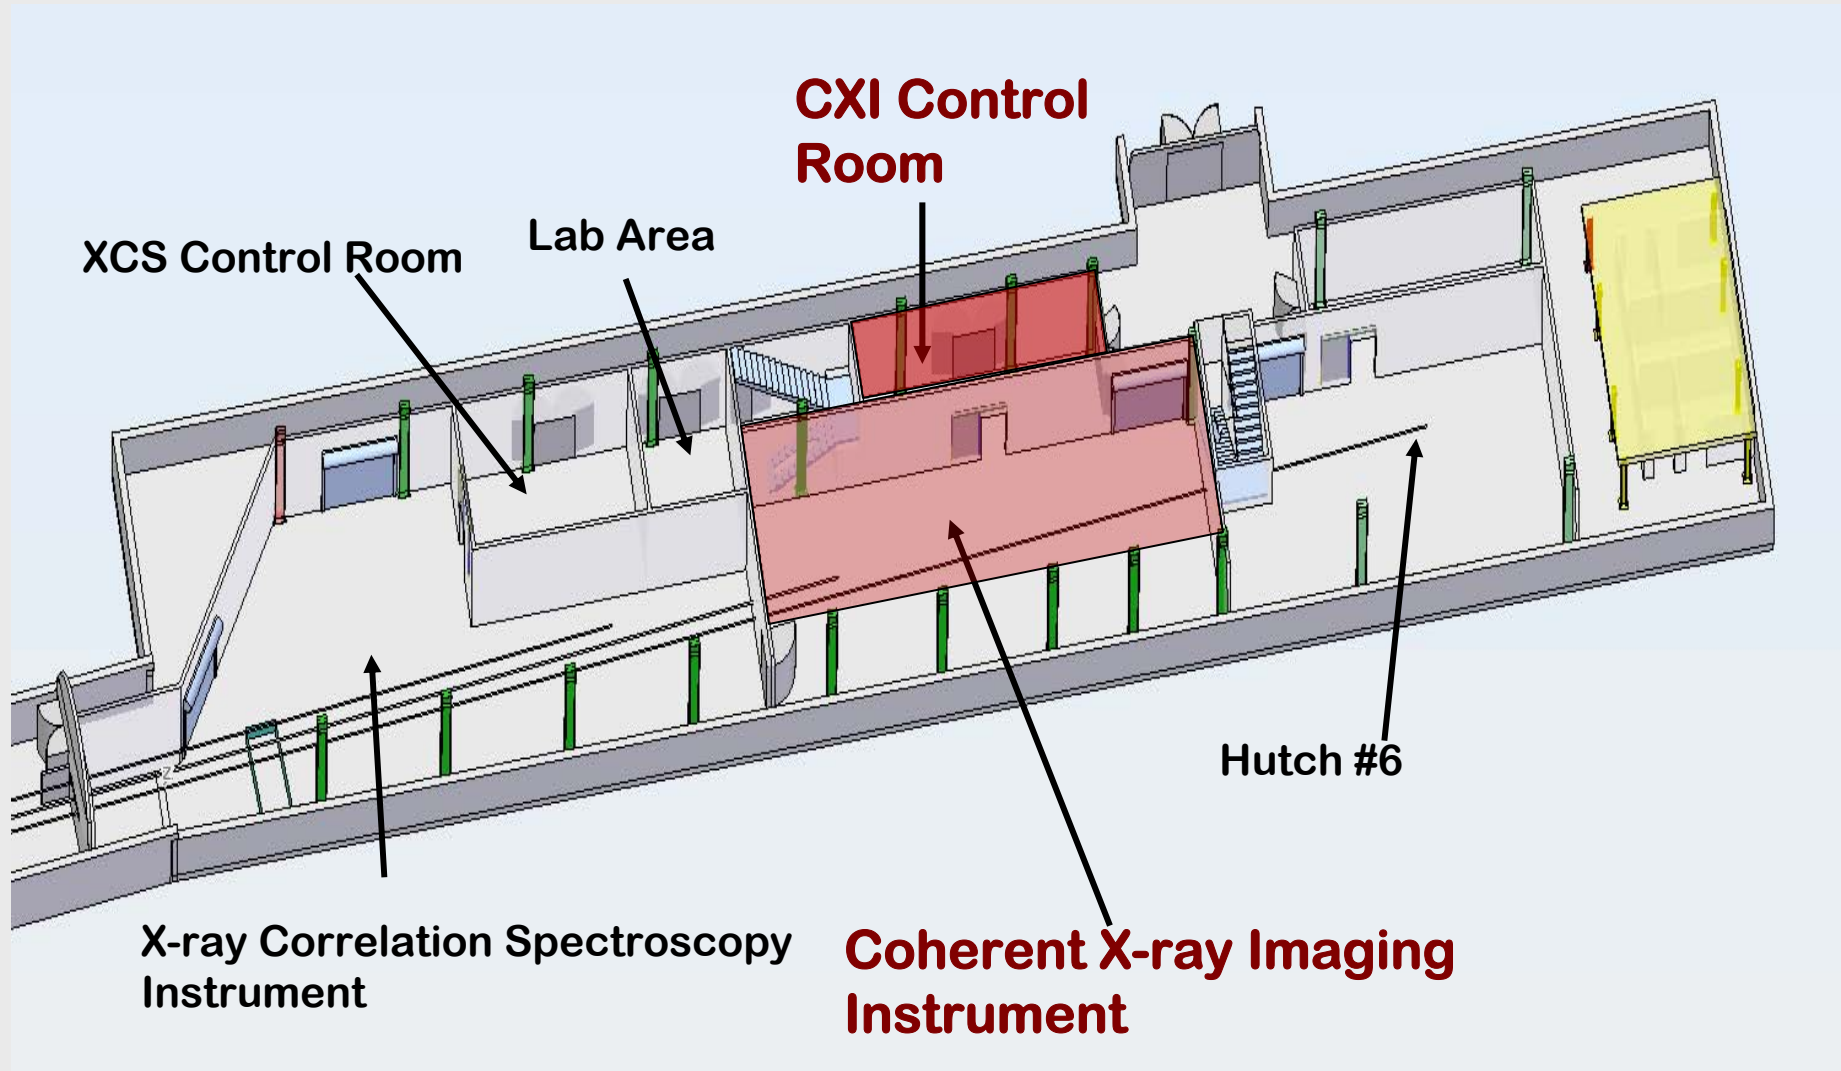 CXI Control
Room
Lab Area
XCS Control Room
Hutch #6
X-ray Correlation Spectroscopy
Instrument
Coherent X-ray Imaging
Instrument
Z